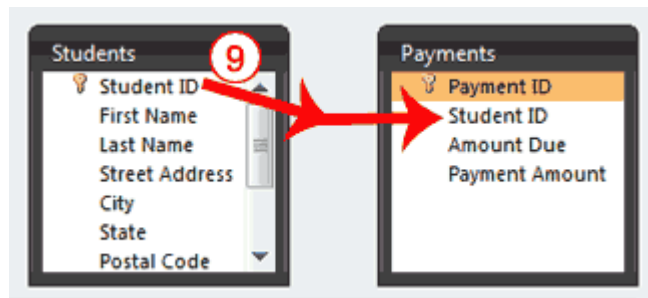 Students
9
Student ID
First Name
Last Name
Street Address
City
State
Postal Code
Payments
Payment ID
Student ID
Amount Due
Payment Amount